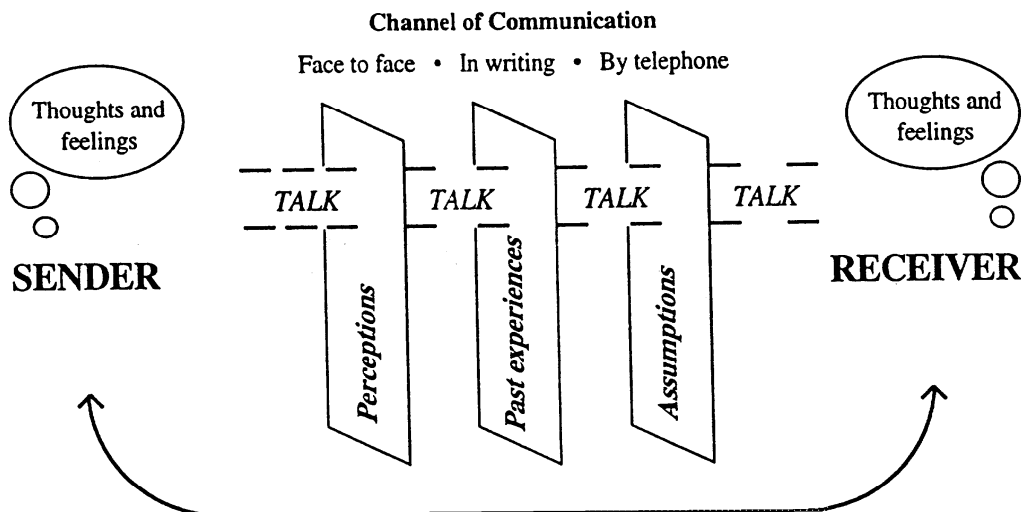 Channel of Communication
Face to face • In writing • By telephone
Thoughts and
feelings
Thoughts and
feelings
TALK TALK TALK TALK
SENDER
RECEIVER
Perceptions
Past experiences
Assumptions